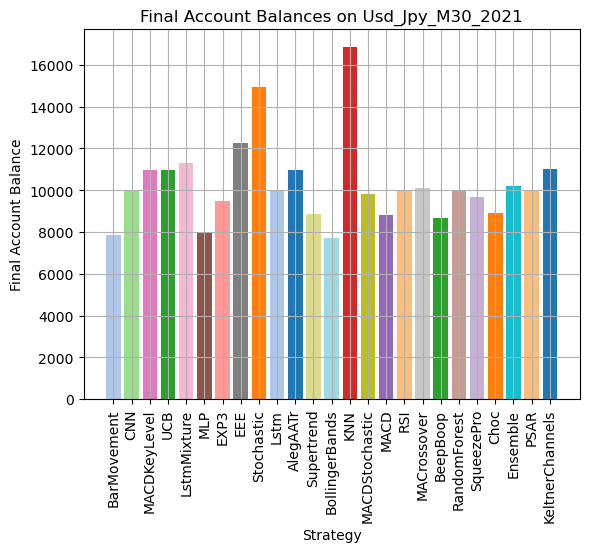 Final Account Balances on Usd_Jpy_M30_2021
Final Account Balance
16000
14000
12000
10000
8000
6000
4000
2000
0
BarMovement
CNN
MACDKeyLevel
UCB
LstmMixture
MLP
EXP3
EEE
Stochastic
Lstm
AlegAATr
Supertrend
BollingerBands
KNN
MACDStochastic
MACD
RSI
MACrossover
BeepBoop
RandomForest
SqueezePro
Choc
Ensemble
PSAR
KeltnerChannels
Strategy